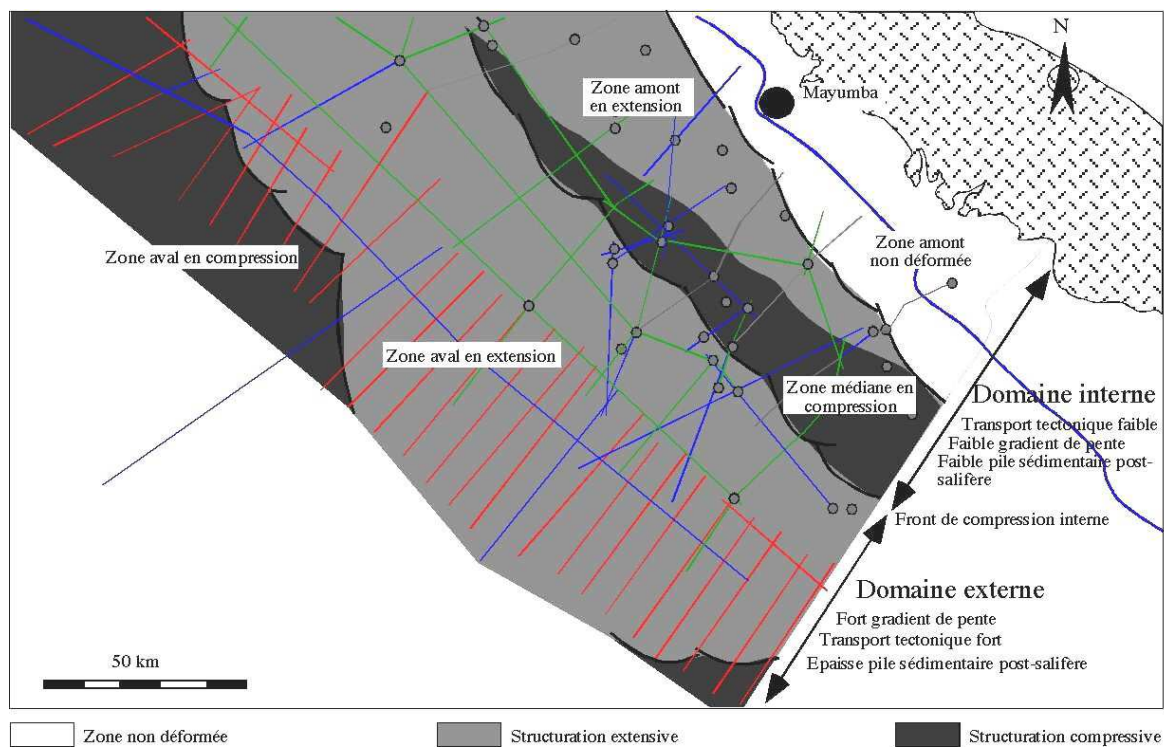 N
Mayumba
Zone amont
en extension
Zone amont
non déformée
Zone aval en compression
Zone aval en extension
Zone médiane en
compression
Domaine interne
Transport tectonique faible
Faible gradient de pente
Faible pile sédimentaire post-
salifère
Front de compression interne
Domaine externe
Fort gradient de pente
Transport tectonique fort
Epaisse pile sédimentaire post-salifère
50 km
Zone non déformée
Structuration extensive
Structuration compressive